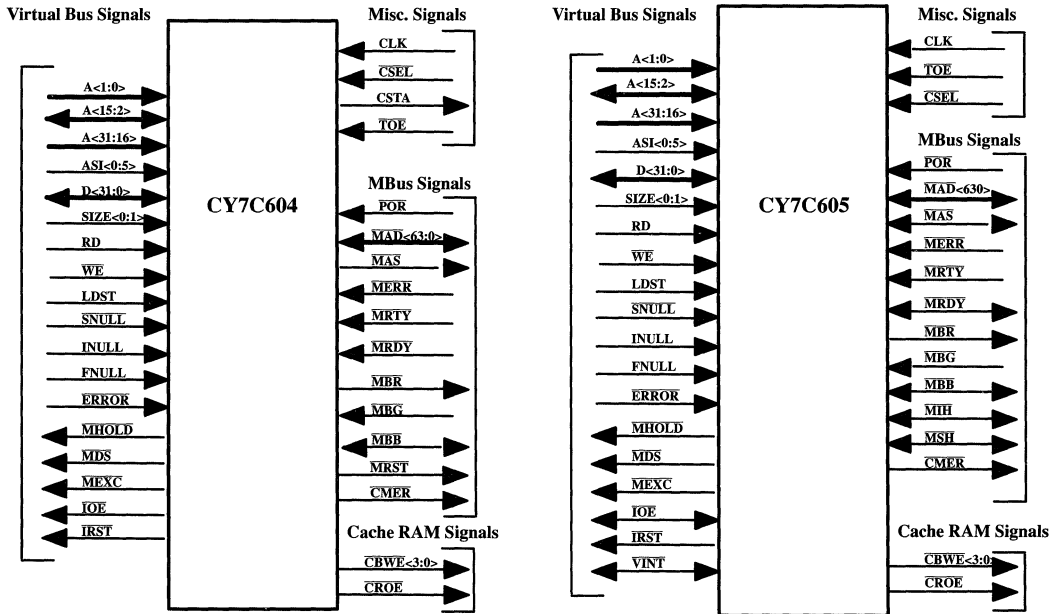 Virtual Bus Signals
A<1:0>
A<15:2>
A<31:16>
ASI<0:5>
D<31:0>
SIZE<0:1>
RD
WE
LDST
SNULL
INULL
FNULL
ERROR
MHOLD
MDS
MEXC
IOE
IRST
CY7C604
Misc. Signals
CLK
CSEL
CSTA
TOE
MBus Signals
POR
MAD<63:0>
MAS
MERR
MRTY
MRDY
MBR
MBG
MBB
MRST
CMER
Cache RAM Signals
CBWE<3:0>
CROE
Virtual Bus Signals
A<1:0>
A<15:2>
A<31:16>
ASI<0:5>
D<31:0>
SIZE<0:1>
RD
WE
LDST
SNULL
INULL
FNULL
ERROR
MHOLD
MDS
MEXC
IOE
IRST
VINT
CY7C605
Misc. Signals
CLK
TOE
CSEL
MBus Signals
POR
MAD<630>
MAS
MERR
MRTY
MRDY
MBR
MBG
MBB
MIH
MSH
CMER
Cache RAM Signals
CBWE<3:0>
CROE